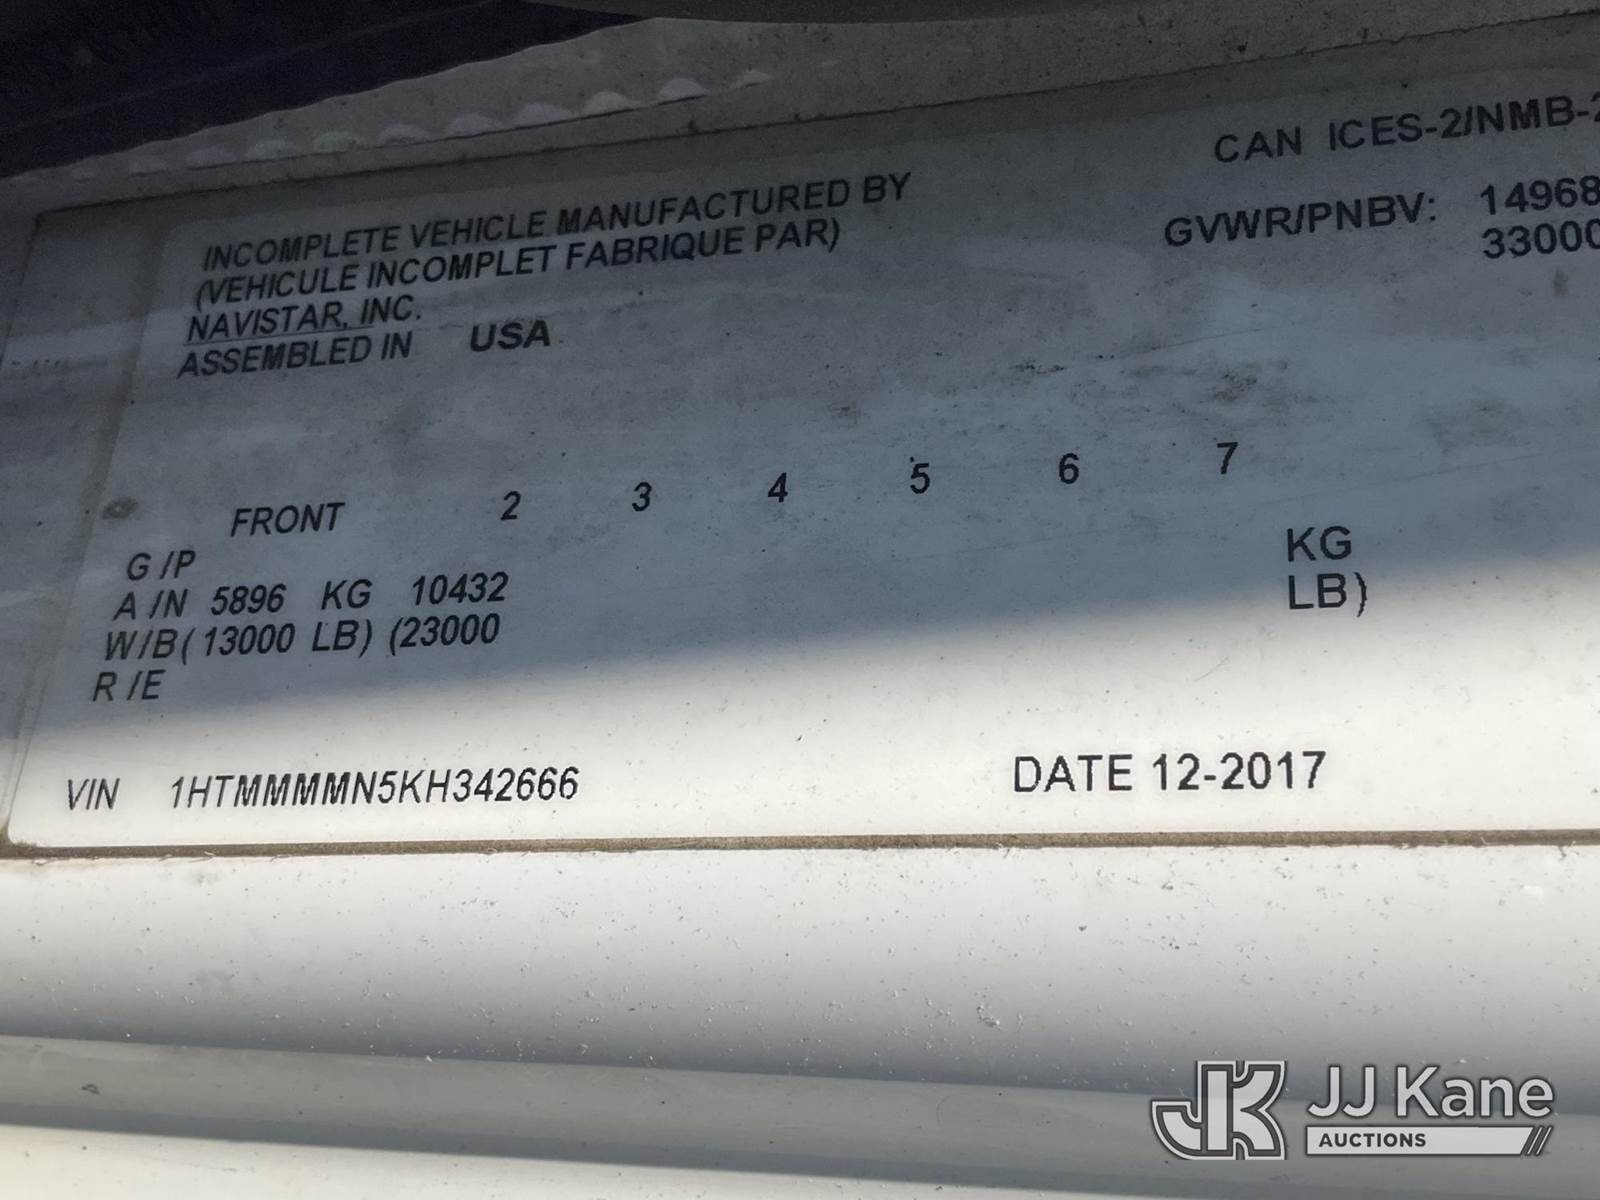 CAN ICES-2/NMB-2
INCOMPLETE VEHICLE MANUFACTURED BY
(VEHICULE INCOMPLET FABRIQUE PAR)
NAVISTAR, INC.
ASSEMBLED IN USA
GVWR/PNBV: 14968
33000
FRONT 2 3 4 5 6 7
G /P
A /N 5896 KG 10432 KG
W/B (13000 LB) (23000 LB)
R /E
VIN 1HTMMMMN5KH342666
DATE 12-2017
JK JJ Kane
AUCTIONS